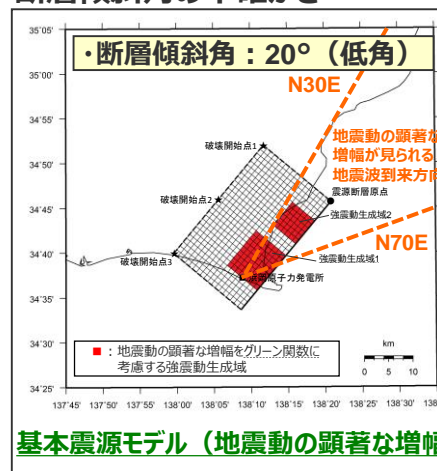 ・断層傾斜角：20°（低角）
35°05'
35°00'
34°55'
34°50'
34°45'
34°40'
34°35'
34°30'
34°25'
N30E
地震動の顕著な
増幅が見られる
地震波到来方向
N70E
破壊開始点1
破壊開始点2
破壊開始点3
震源断層原点
強震動生成域2
強震動生成域1
原子力発電所
km
0 5 10
■：地震動の顕著な増幅をグリーン関数に
考慮する強震動生成域
137°45' 137°55' 138°00' 138°05' 138°10' 138°15' 138°20' 138°25' 138°30'
基本震源モデル（地震動の顕著な増幅